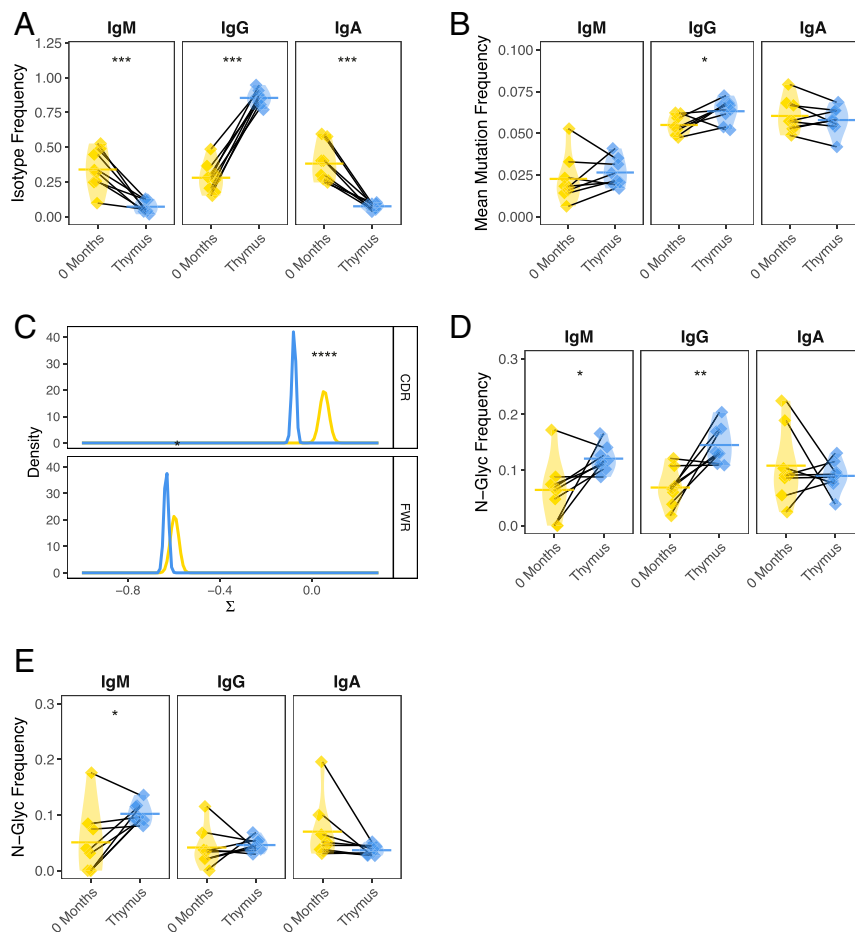 A
IgM IgG IgA
*** *** ***
Isotype Frequency
1.25
1.00
0.75
0.50
0.25
0.00
0 Months Thymus 0 Months Thymus 0 Months Thymus
B
IgM IgG IgA
*
Mean Mutation Frequency
0.100
0.075
0.050
0.025
0.000
0 Months Thymus 0 Months Thymus 0 Months Thymus
C
Density
40
30
20
10
0
****
*
CDR
40
30
20
10
0
FWR
−0.8 −0.4 0.0
Σ
D
IgM IgG IgA
* **
N−Glyc Frequency
0.3
0.2
0.1
0.0
0 Months Thymus 0 Months Thymus 0 Months Thymus
E
IgM IgG IgA
*
N−Glyc Frequency
0.3
0.2
0.1
0.0
0 Months Thymus 0 Months Thymus 0 Months Thymus